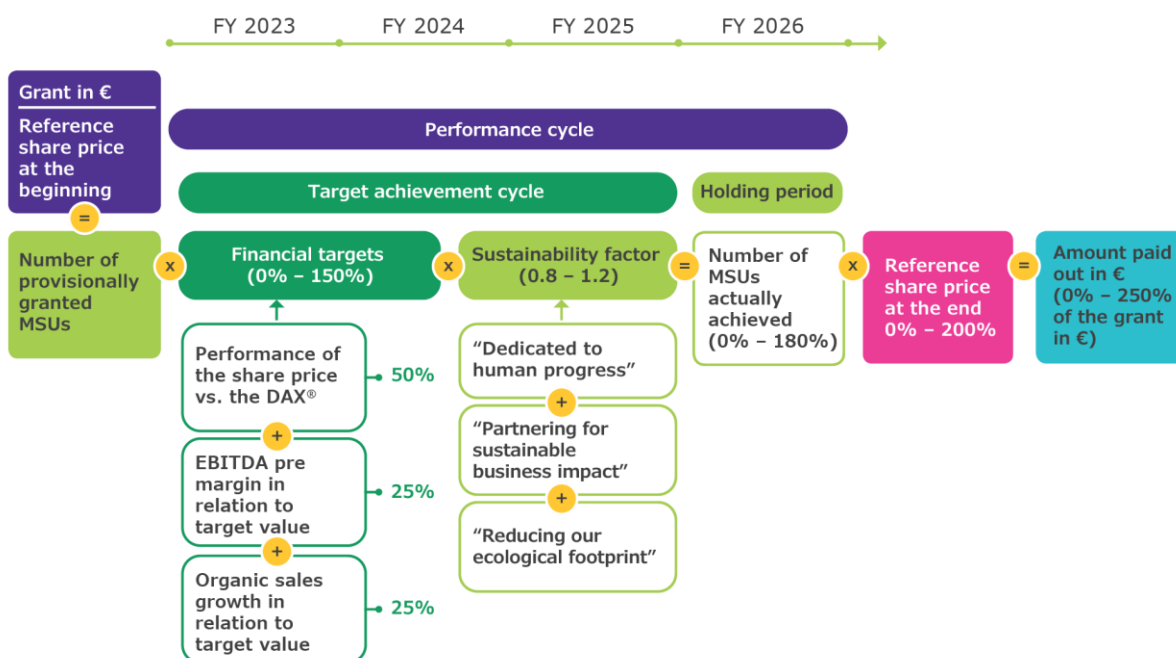 FY 2023
FY 2024
FY 2025
FY 2026
Grant in €
Reference
share price
at the
beginning
=
Number of
provisionally
granted
MSUs
Performance cycle
Target achievement cycle
Holding period
x
Financial targets
(0% – 150%)
x
Sustainability factor
(0.8 – 1.2)
=
Number of
MSUs
actually
achieved
(0% – 180%)
x
Reference
share price
at the end
0% – 200%
=
Amount paid
out in €
(0% – 250%
of the grant
in €)
Performance of
the share price
vs. the DAX®
50%
+
EBITDA pre
margin in
relation to
target value
25%
+
Organic sales
growth in
relation to
target value
25%
“Dedicated to
human progress”
+
“Partnering for
sustainable
business impact”
+
“Reducing our
ecological footprint”